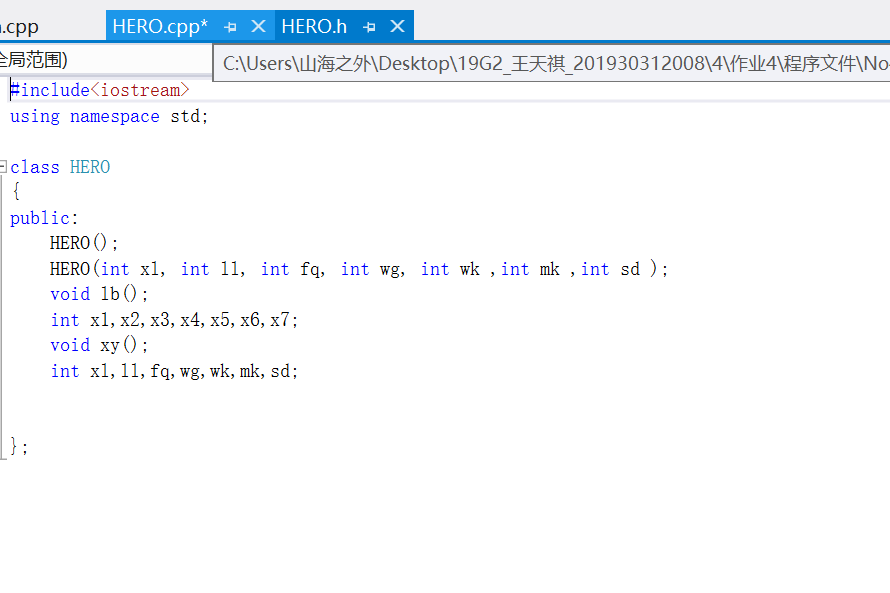 .cpp
HERO.cpp*
HERO.h
全局范围)
C:\Users\山海之外\Desktop\19G2_王天祺_201930312008\4\作业4\程序文件\No
#include<iostream>
using namespace std;
class HERO
{
public:
HERO();
HERO(int xl, int ll, int fq, int wg, int wk ,int mk ,int sd );
void lb();
int x1,x2,x3,x4,x5,x6,x7;
void xy();
int xl,ll,fq,wg,wk,mk,sd;
};